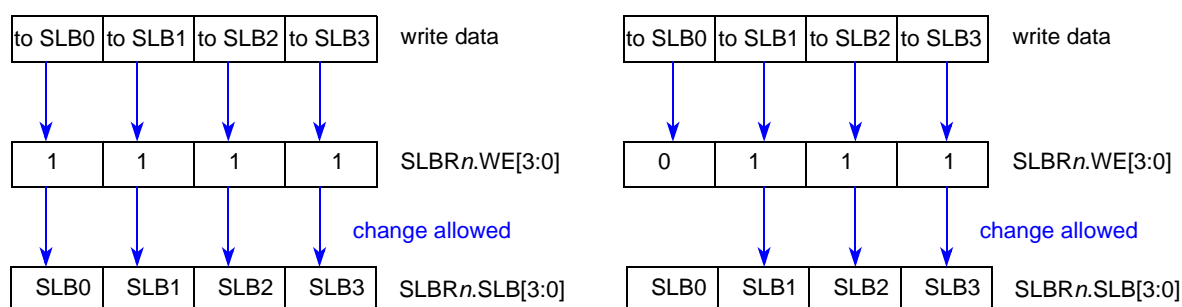 to SLB0 to SLB1 to SLB2 to SLB3 write data
1 1 1 1 SLBRn.WE[3:0]
change allowed
SLB0 SLB1 SLB2 SLB3 SLBRn.SLB[3:0]
to SLB0 to SLB1 to SLB2 to SLB3 write data
0 1 1 1 SLBRn.WE[3:0]
change allowed
SLB0 SLB1 SLB2 SLB3 SLBRn.SLB[3:0]